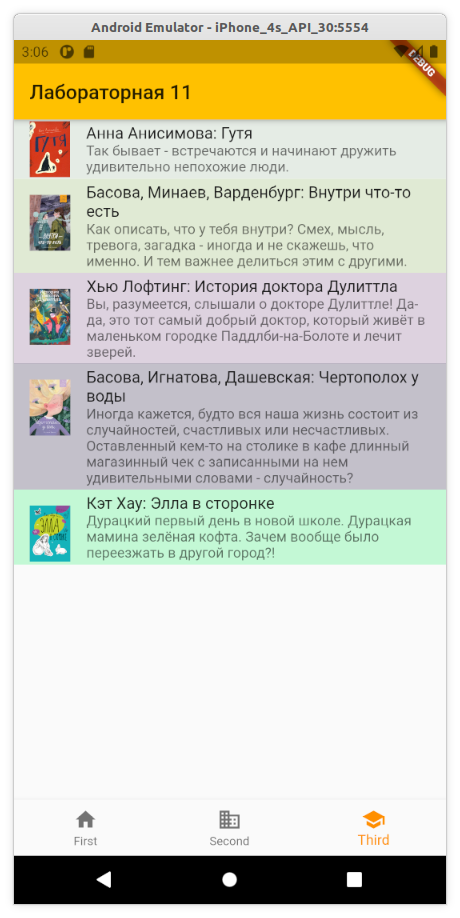 Android Emulator - iPhone_4s_API_30:5554
3:06
DEBUG
Лабораторная 11
Анна Анисимова: Гутя
Так бывает - встречаются и начинают дружить
удивительно непохожие люди.
Басова, Минаев, Варденбург: Внутри что-то
есть
Как описать, что у тебя внутри? Смех, мысль,
тревога, загадка - иногда и не скажешь, что
именно. И тем важнее делиться этим с другими.
Хью Лофтинг: История доктора Дулиттла
Вы, разумеется, слышали о докторе Дулиттле! Да-
да, это тот самый добрый доктор, который живёт в
маленьком городке Паддлби-на-Болоте и лечит
зверей.
Басова, Игнатова, Дашевская: Чертополох у
воды
Иногда кажется, будто вся наша жизнь состоит из
случайностей, счастливых или несчастливых.
Оставленный кем-то на столике в кафе длинный
магазинный чек с записанными на нем
удивительными словами - случайность?
ЭЛЛА
Кэт Хау: Элла в сторонке
Дурацкий первый день в новой школе. Дурацкая
мамина зелёная кофта. Зачем вообще было
переезжать в другой город?!
First
Second
Third